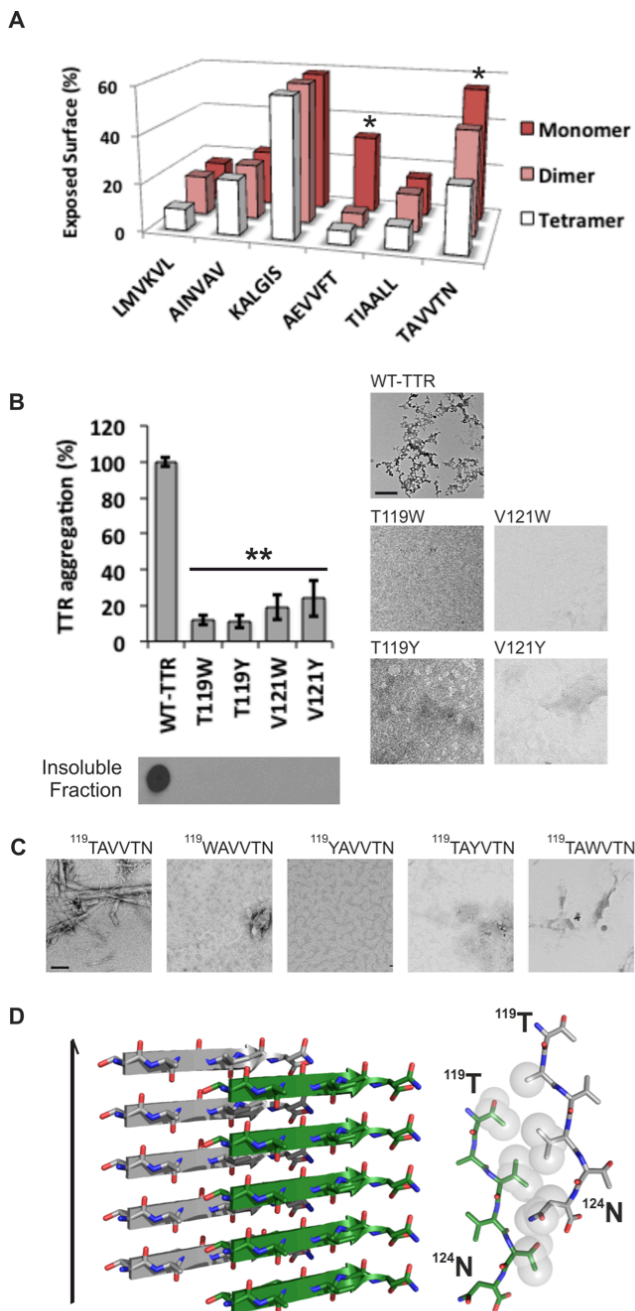 A
Exposed Surface (%)
60
40
20
0
*
*
Monomer
Dimer
Tetramer
LMVKVL
AINVAV
KALGIS
AEVVFT
TIAALL
TAVVTN
B
TTR aggregation (%)
120
100
80
60
40
20
0
**
WT-TTR
T119W
T119Y
V121W
V121Y
Insoluble
Fraction
WT-TTR
T119W
V121W
T119Y
V121Y
C
¹¹⁹TAVVTN
¹¹⁹WAVVTN
¹¹⁹YAVVTN
¹¹⁹TAYVTN
¹¹⁹TAWVTN
D
¹¹⁹T
¹¹⁹T
¹²⁴N
¹²⁴N